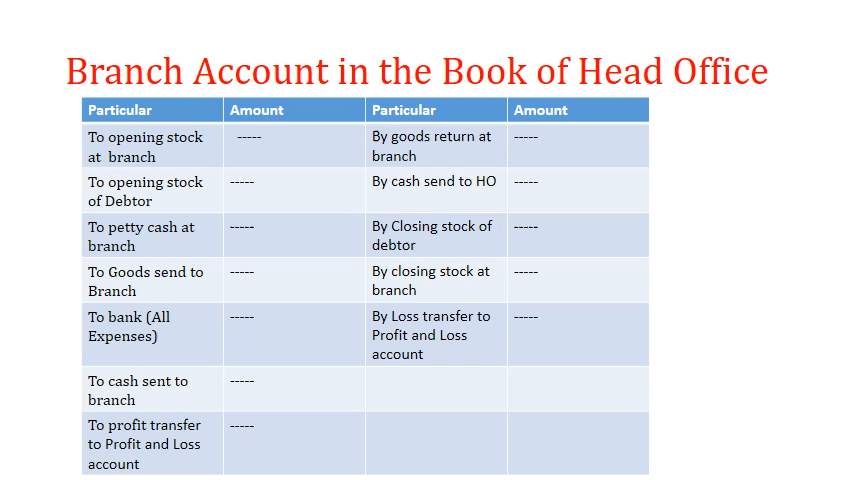 Branch Account in the Book of Head Office
Particular Amount Particular Amount
To opening stock ----- By goods return at -----
at branch branch
To opening stock ----- By cash send to HO -----
of Debtor
To petty cash at ----- By Closing stock of -----
branch debtor
To Goods send to ----- By closing stock at -----
Branch branch
To bank (All ----- By Loss transfer to -----
Expenses) Profit and Loss
account
To cash sent to -----
branch
To profit transfer -----
to Profit and Loss
account